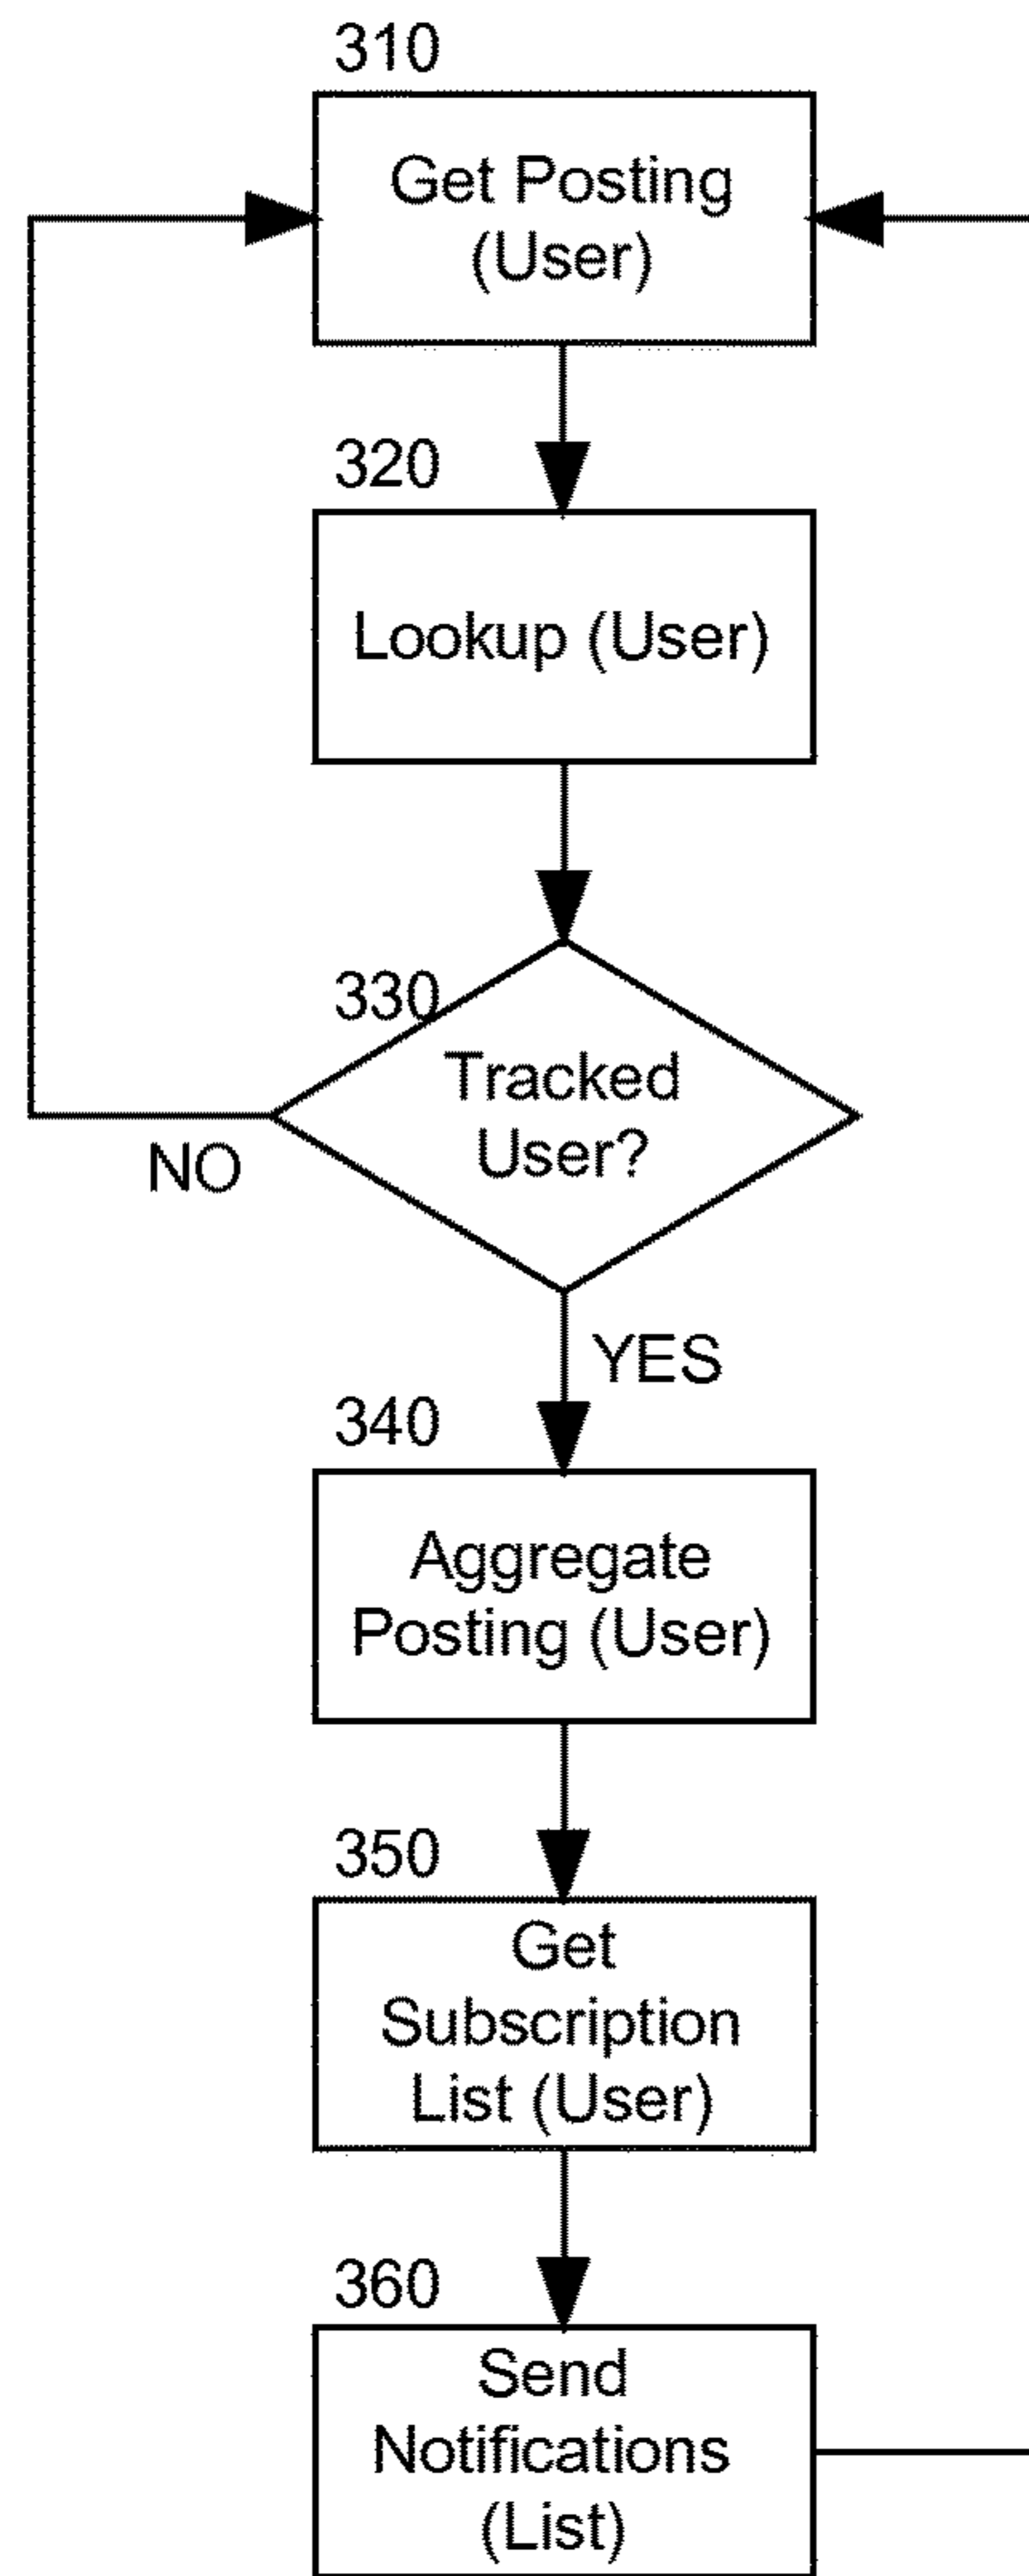 310
Get Posting
(User)
320
Lookup (User)
330
Tracked
User?
NO
YES
340
Aggregate
Posting (User)
350
Get
Subscription
List (User)
360
Send
Notifications
(List)